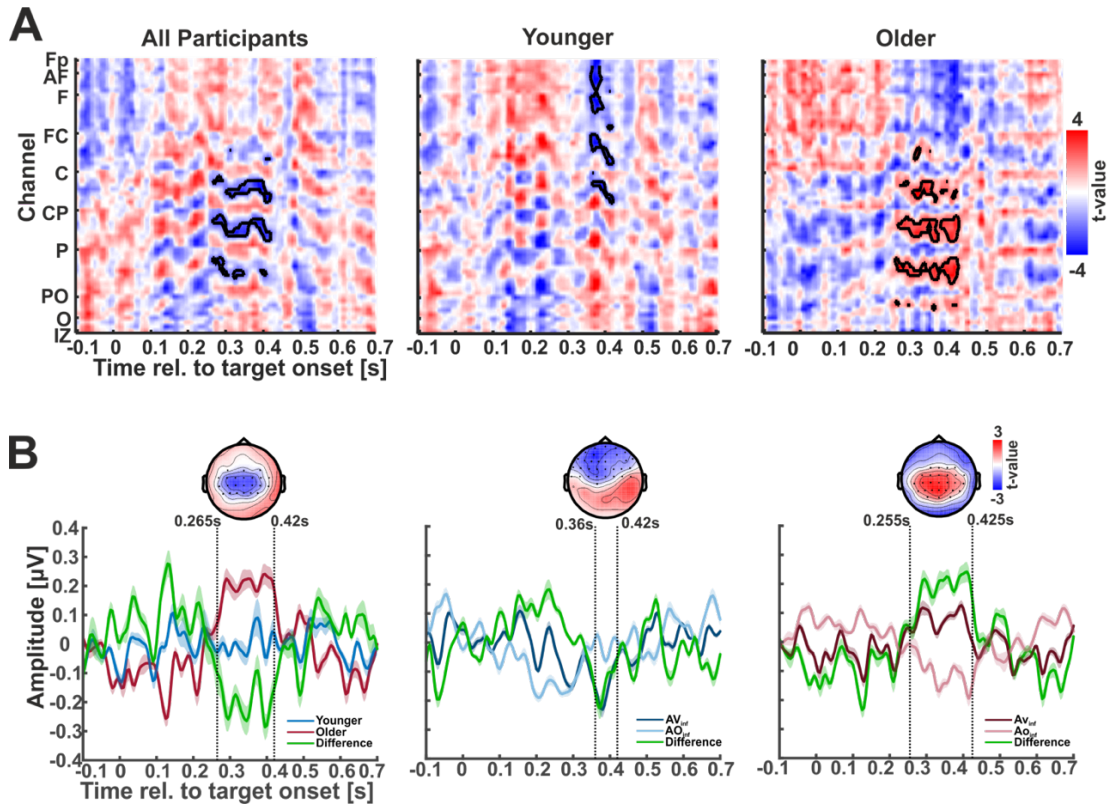 A
All Participants
Younger
Older
Channel
Fp
AF
F
FC
C
CP
P
PO
O
IZ
-0.1 0 0.1 0.2 0.3 0.4 0.5 0.6 0.7
Time rel. to target onset [s]
-0.1 0 0.1 0.2 0.3 0.4 0.5 0.6 0.7
-0.1 0 0.1 0.2 0.3 0.4 0.5 0.6 0.7
4
t-value
-4
B
3
t-value
-3
0.265s 0.42s
0.36s 0.42s
0.255s 0.425s
Amplitude [µV]
0.4
0.3
0.2
0.1
0
-0.1
-0.2
-0.3
-0.4
Younger
Older
Difference
AVinf
AOinf
Difference
Avinf
Aoinf
Difference
-0.1 0 0.1 0.2 0.3 0.4 0.5 0.6 0.7
Time rel. to target onset [s]
-0.1 0 0.1 0.2 0.3 0.4 0.5 0.6 0.7
-0.1 0 0.1 0.2 0.3 0.4 0.5 0.6 0.7